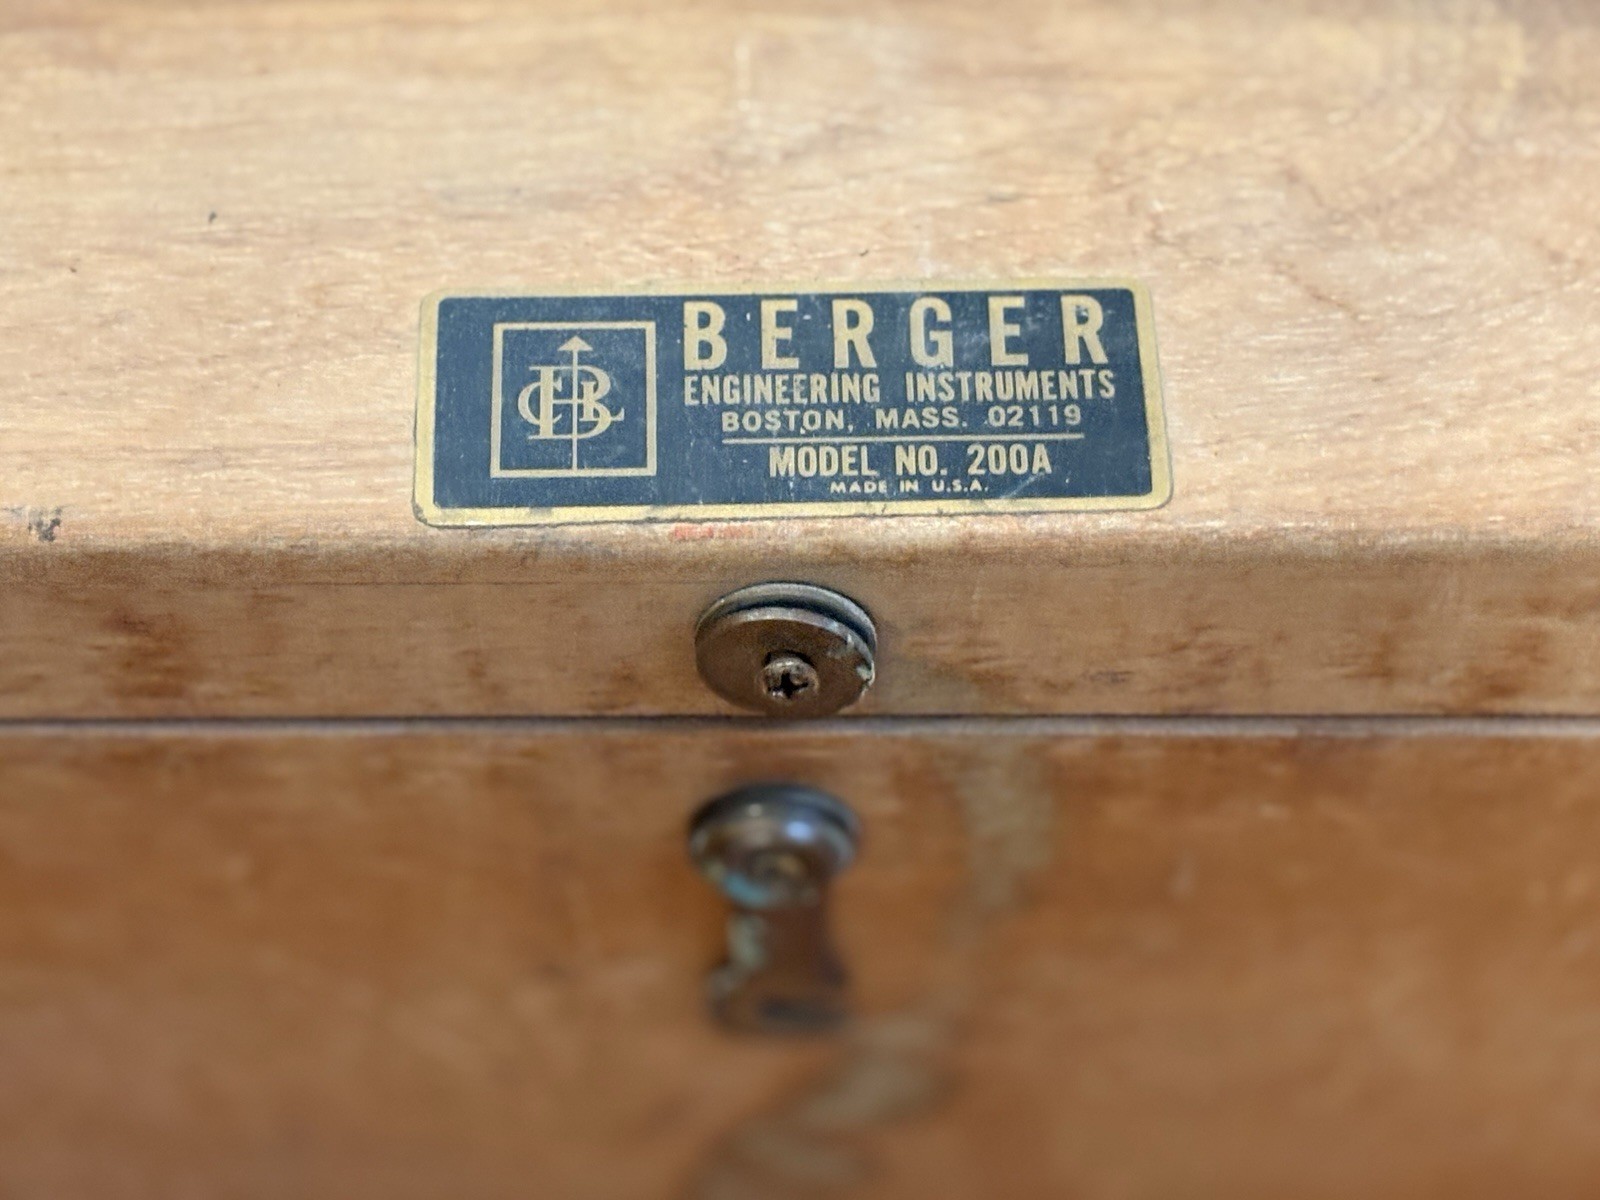 BERGER
ENGINEERING INSTRUMENTS
BOSTON, MASS. 02119
MODEL NO. 200A
MADE IN U.S.A.